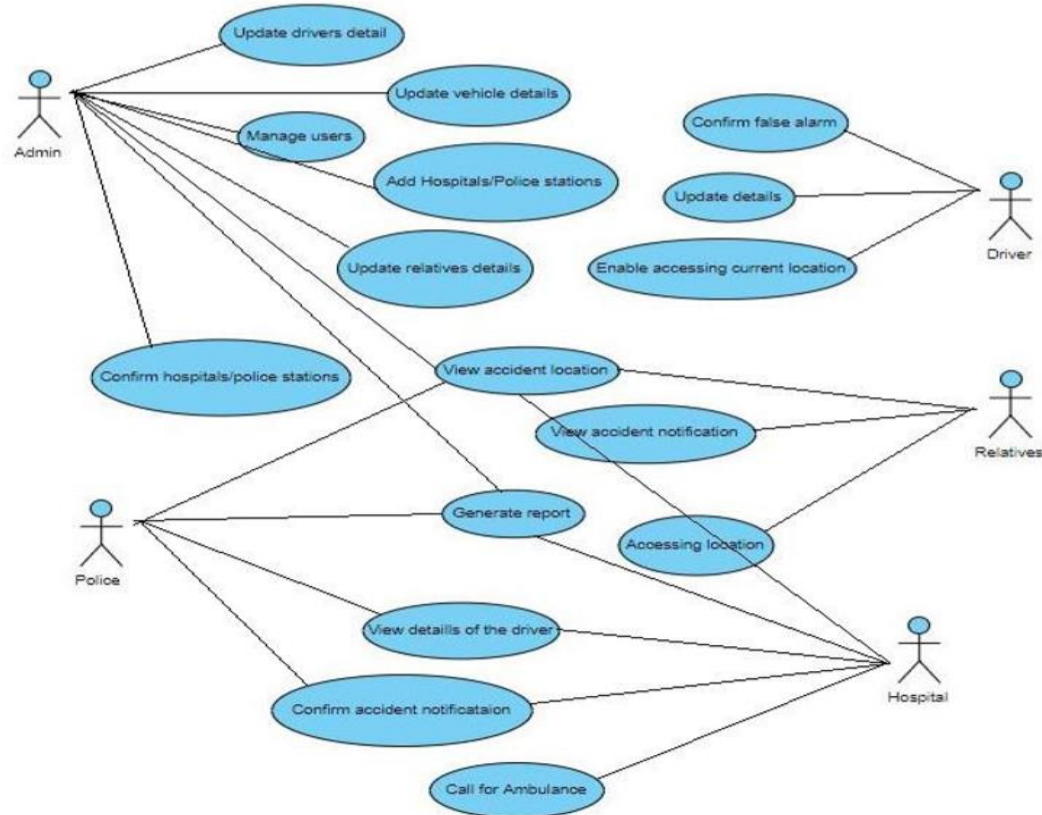 Update drivers detail
Update vehicle details
Admin
Manage users
Confirm false alarm
Add Hospitals/Police stations
Update details
Driver
Update relatives details
Enable accessing current location
Confirm hospitals/police stations
View accident location
View accident notification
Relatives
Generate report
Accessing location
Police
View detaills of the driver
Hospital
Confirm accident notificataion
Call for Ambulance